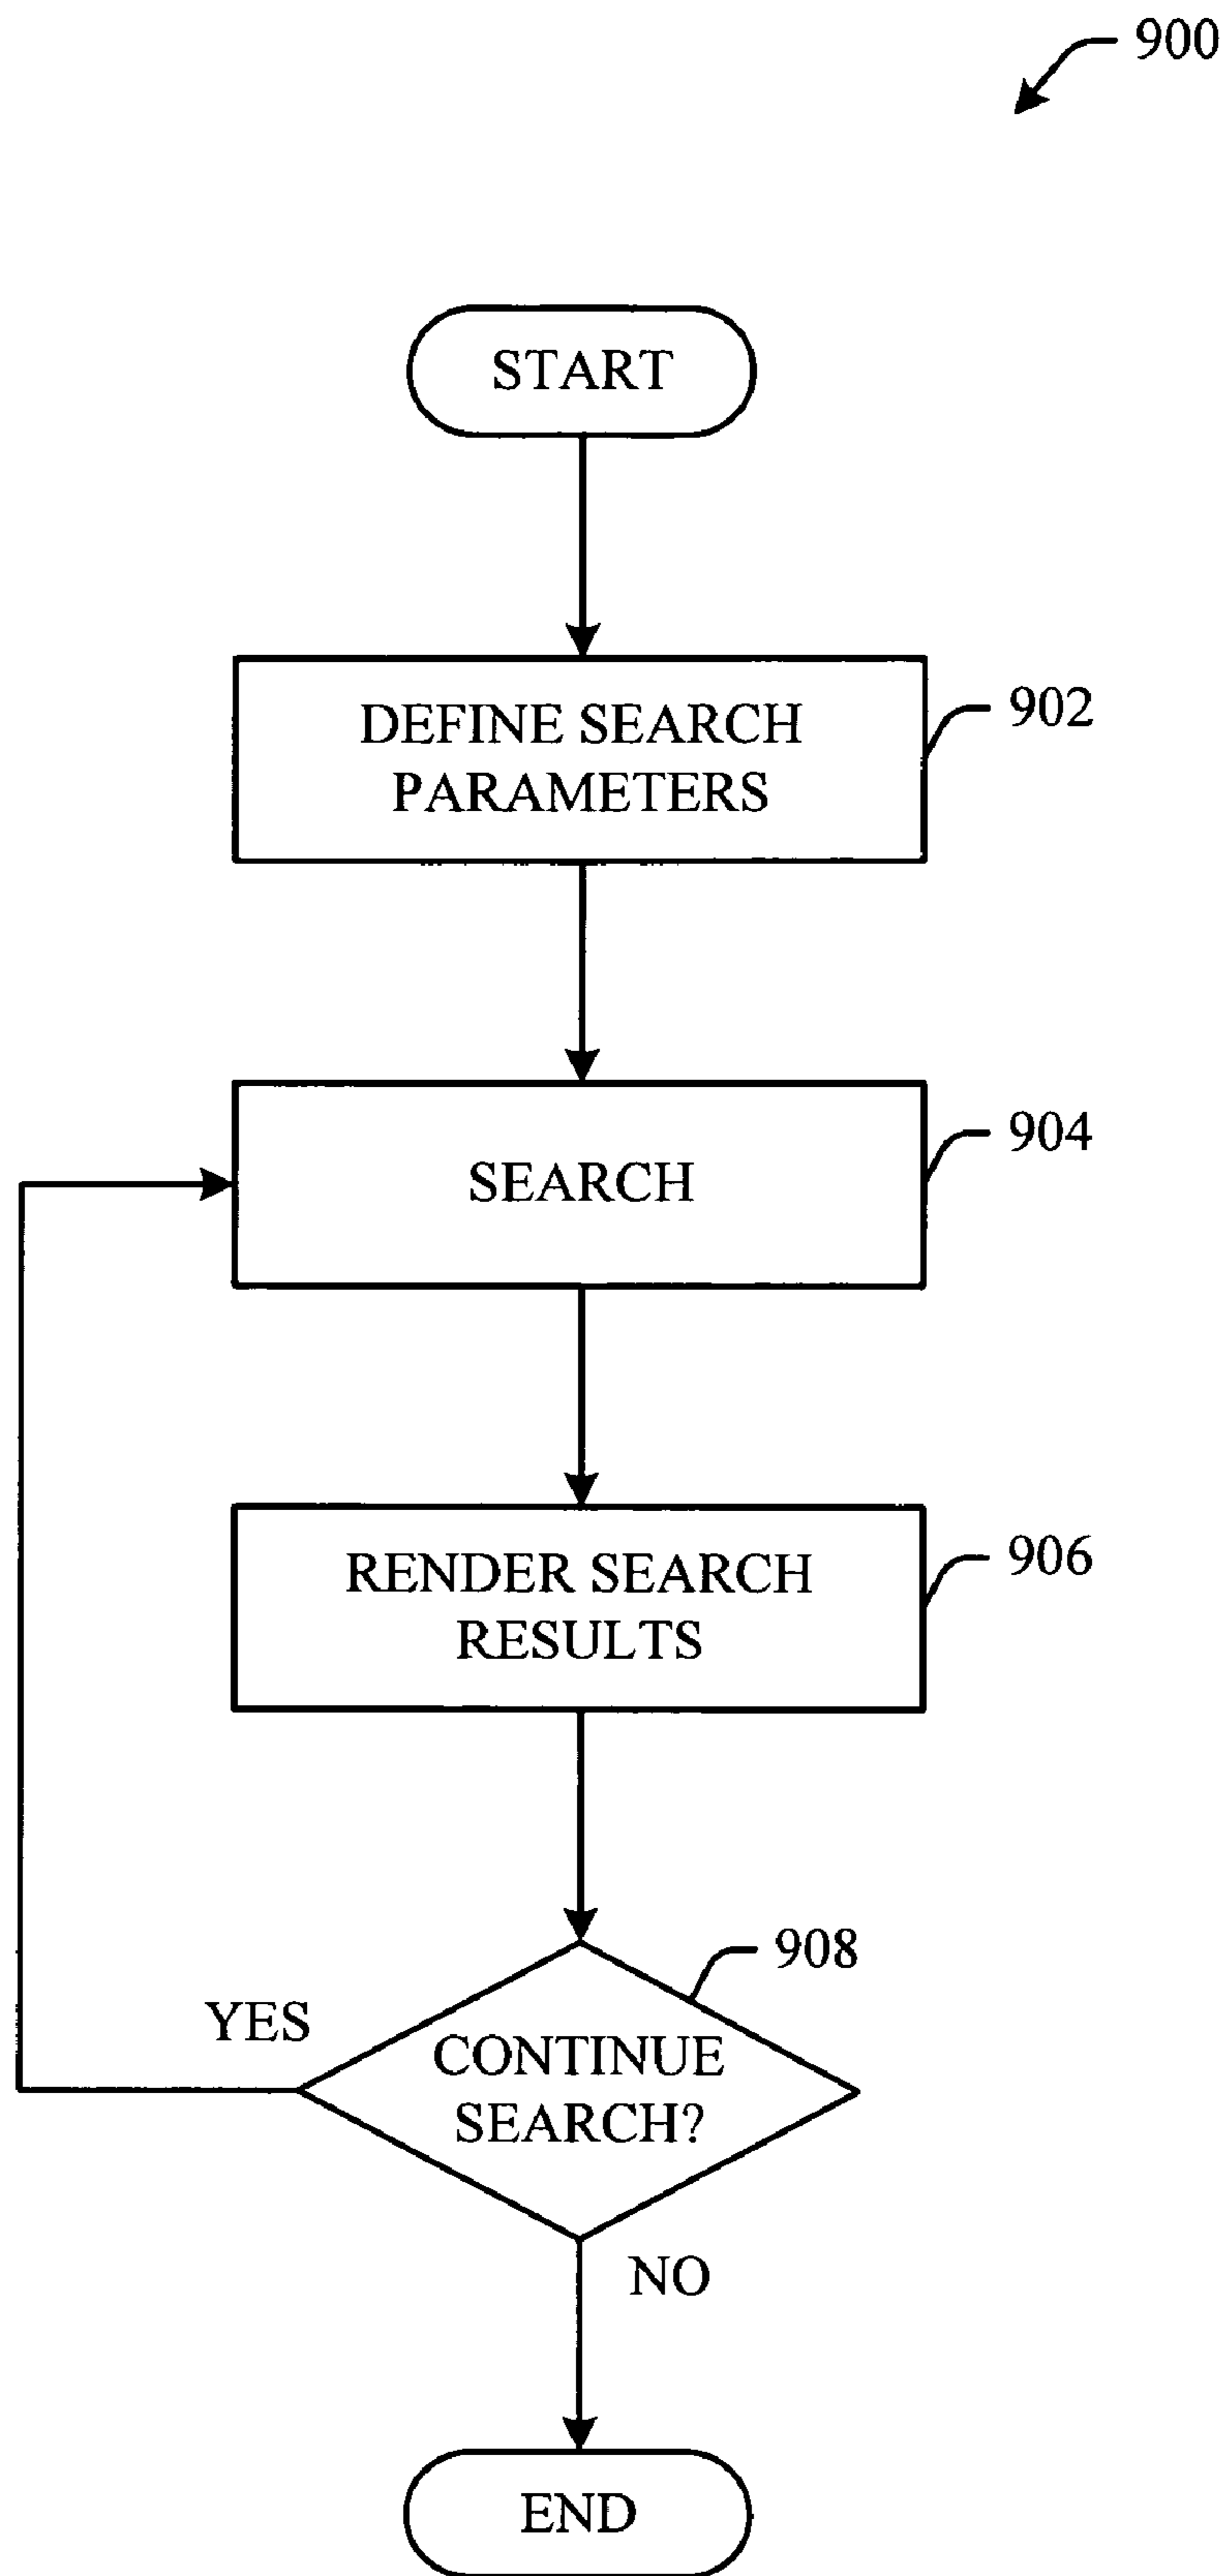 900
START
DEFINE SEARCH
PARAMETERS
902
SEARCH
904
RENDER SEARCH
RESULTS
906
908
YES
CONTINUE
SEARCH?
NO
END